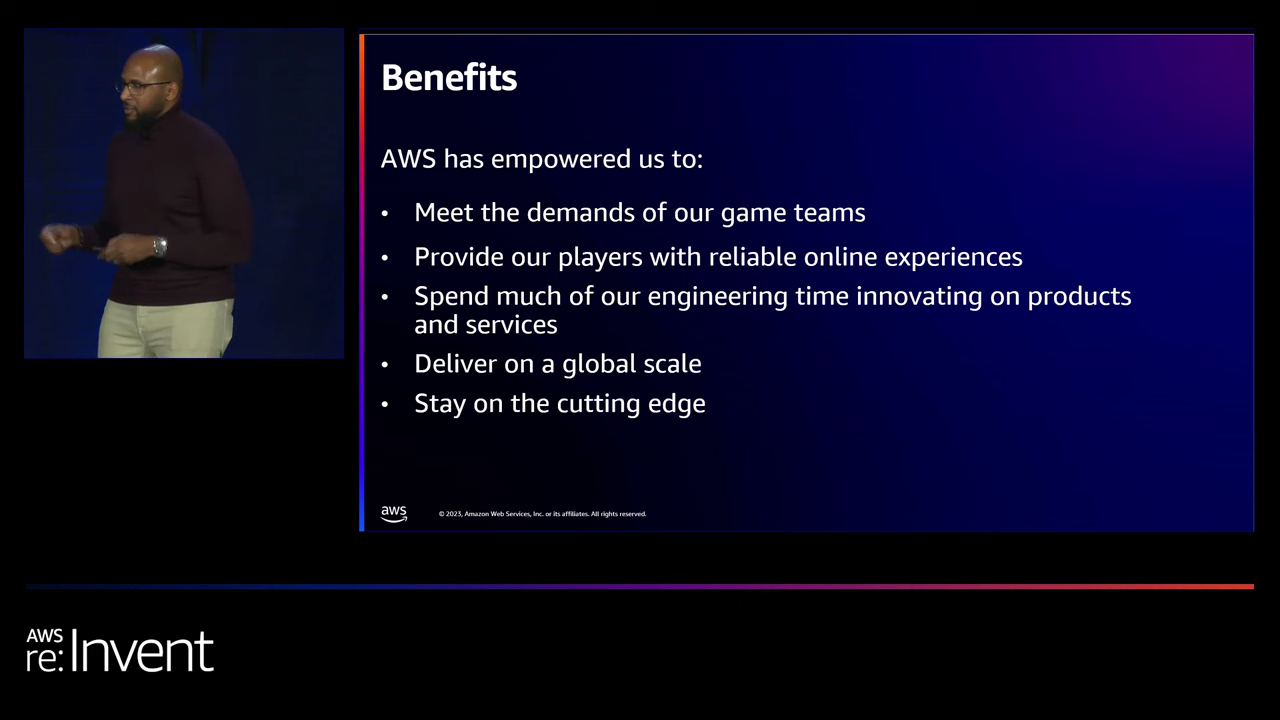 Benefits
AWS has empowered us to:
• Meet the demands of our game teams
• Provide our players with reliable online experiences
• Spend much of our engineering time innovating on products
and services
• Deliver on a global scale
• Stay on the cutting edge
aws
© 2023, Amazon Web Services, Inc. or its affiliates. All rights reserved.
AWS
re:Invent